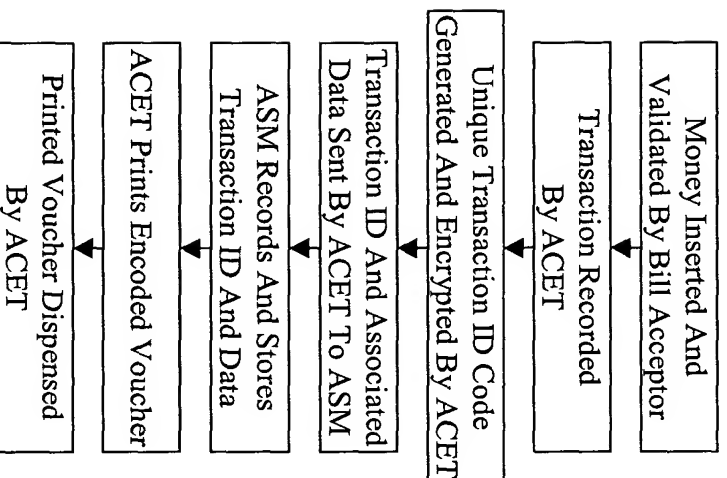 Money Inserted And
Validated By Bill Acceptor
Transaction Recorded
By ACET
Unique Transaction ID Code
Generated And Encrypted By ACET
Transaction ID And Associated
Data Sent By ACET To ASM
ASM Records And Stores
Transaction ID And Data
ACET Prints Encoded Voucher
Printed Voucher Dispensed
By ACET